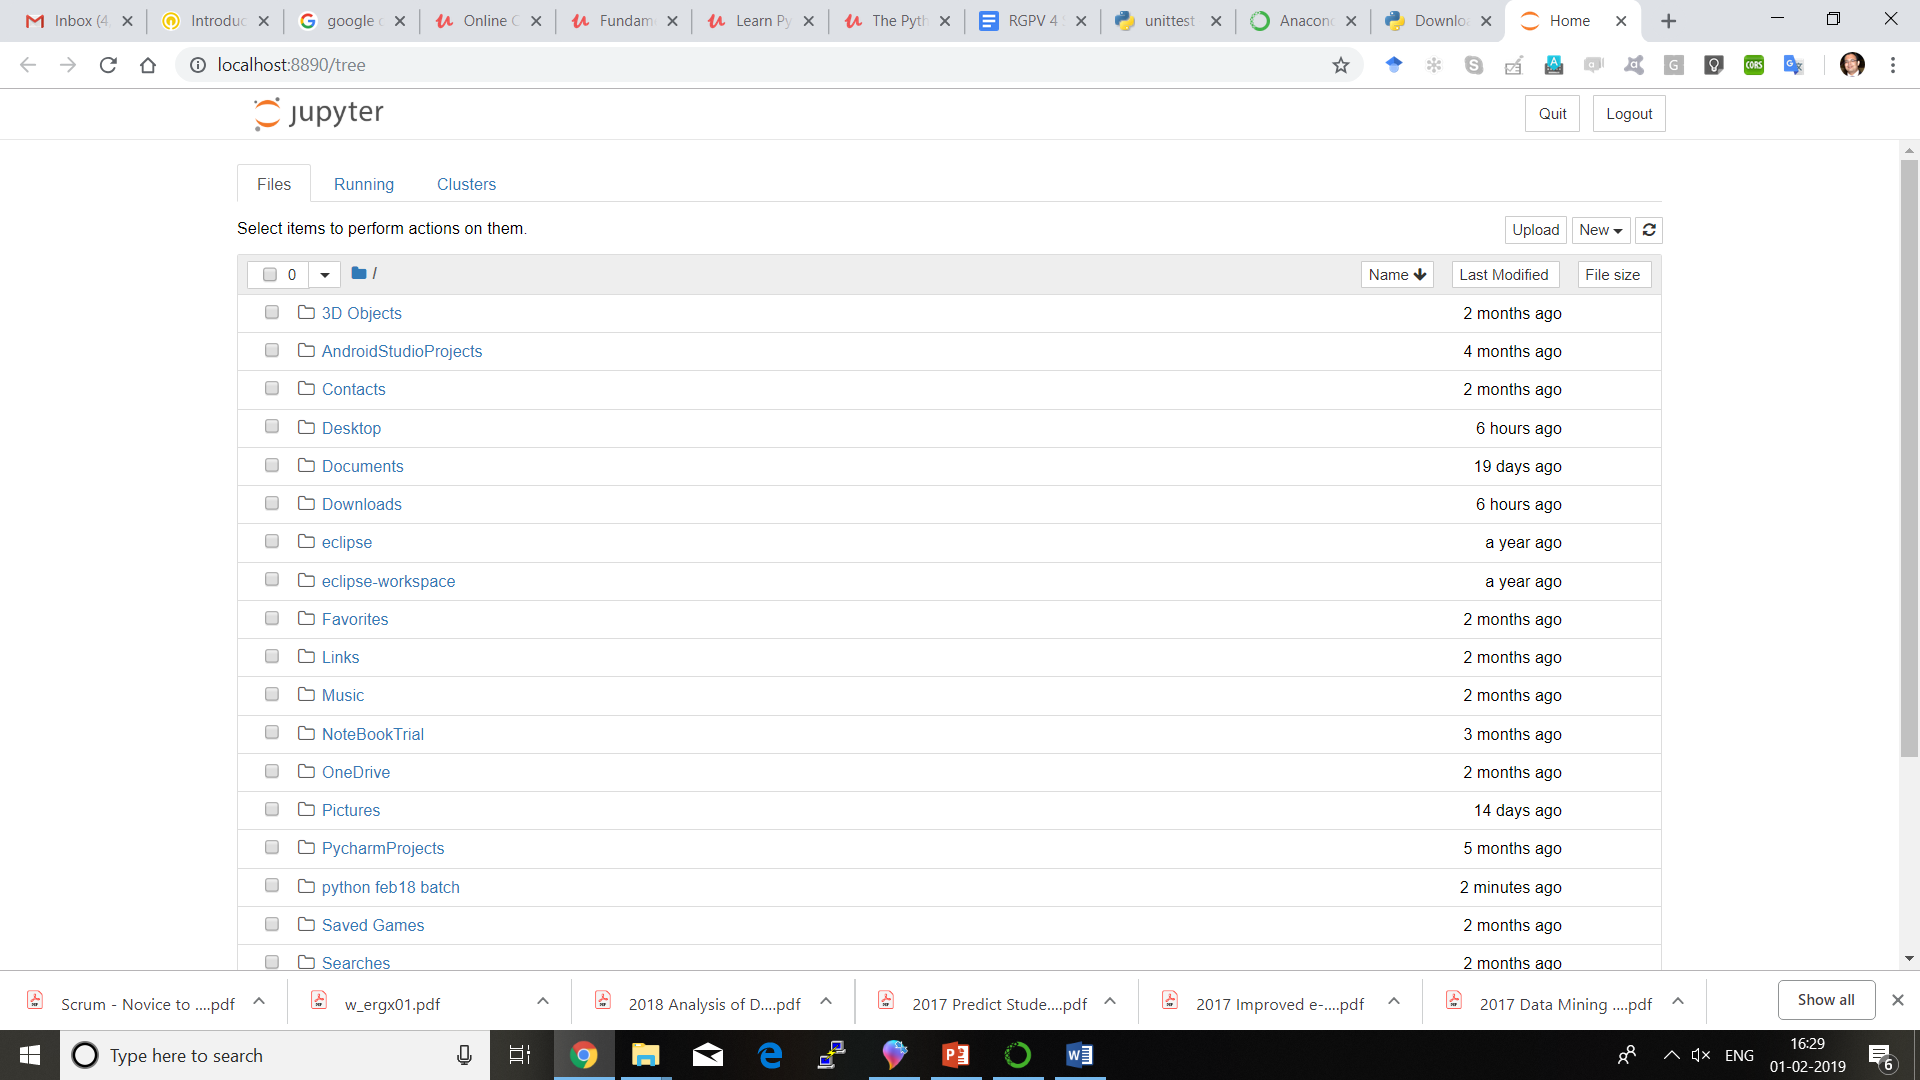 Inbox (4
Introduc
google c
Online C
Fundam
Learn Py
The Pyth
RGPV 4
unittest
Anacon
Downlo
Home
localhost:8890/tree
jupyter
Quit
Logout
Files
Running
Clusters
Select items to perform actions on them.
Upload
New
0
/
Name
Last Modified
File size
3D Objects 2 months ago
AndroidStudioProjects 4 months ago
Contacts 2 months ago
Desktop 6 hours ago
Documents 19 days ago
Downloads 6 hours ago
eclipse a year ago
eclipse-workspace a year ago
Favorites 2 months ago
Links 2 months ago
Music 2 months ago
NoteBookTrial 3 months ago
OneDrive 2 months ago
Pictures 14 days ago
PycharmProjects 5 months ago
python feb18 batch 2 minutes ago
Saved Games 2 months ago
Searches 2 months ago
Scrum - Novice to ....pdf
w_ergx01.pdf
2018 Analysis of D....pdf
2017 Predict Stude....pdf
2017 Improved e-....pdf
2017 Data Mining ....pdf
Show all
Type here to search
ENG
16:29
01-02-2019
6